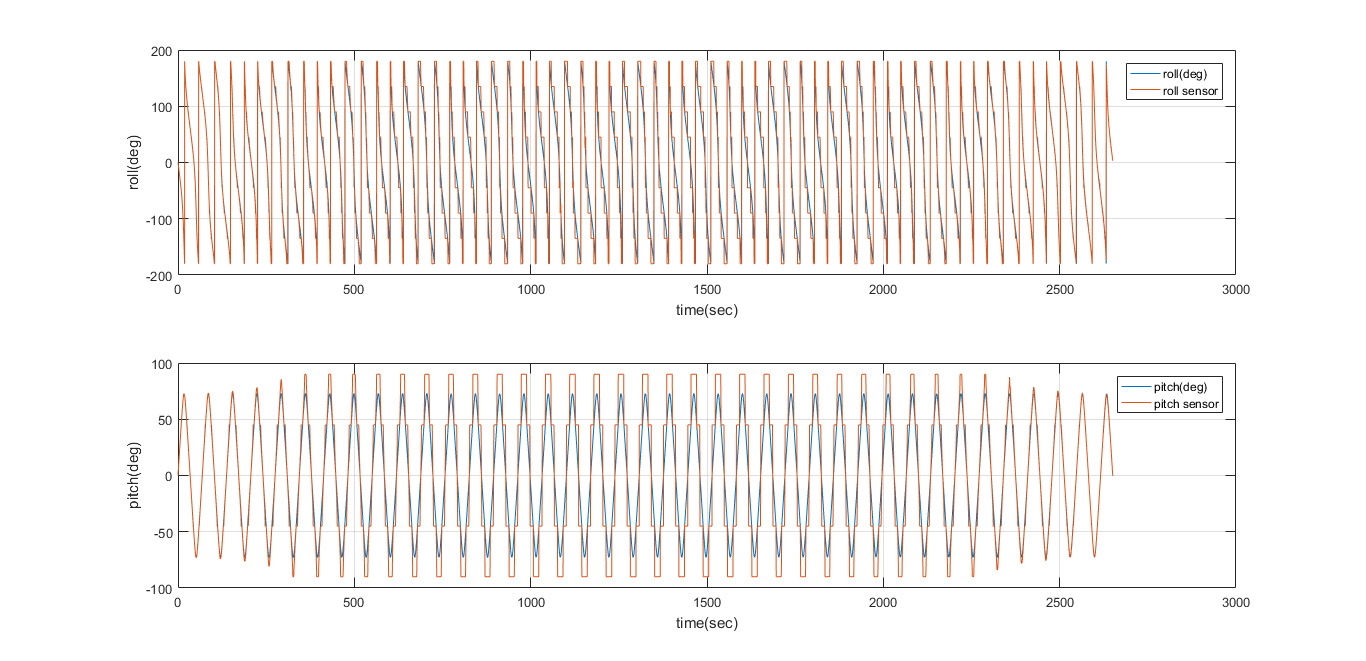 200
100
0
-100
-200
roll(deg)
roll(deg)
roll sensor
0 500 1000 1500 2000 2500 3000
time(sec)
100
50
0
-50
-100
pitch(deg)
pitch(deg)
pitch sensor
0 500 1000 1500 2000 2500 3000
time(sec)